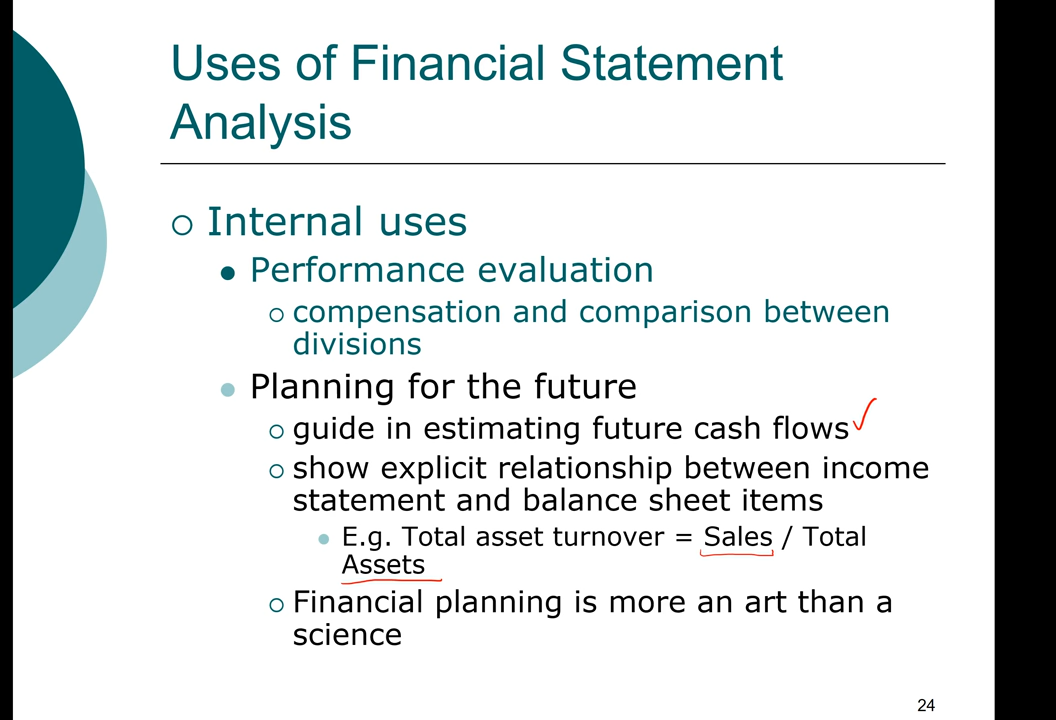 Uses of Financial Statement
Analysis
Internal uses
Performance evaluation
compensation and comparison between
divisions
Planning for the future
guide in estimating future cash flows
show explicit relationship between income
statement and balance sheet items
E.g. Total asset turnover = Sales / Total
Assets
Financial planning is more an art than a
science
24